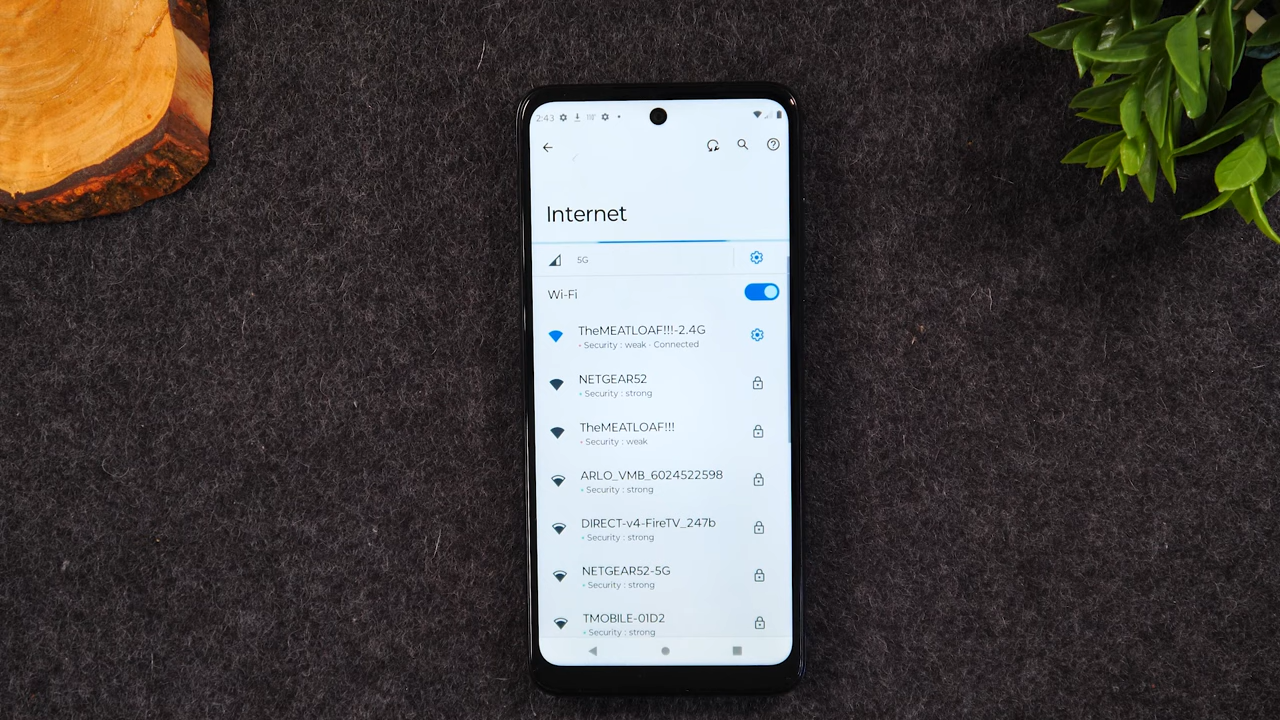 2:43
Internet
5G
Wi-Fi
TheMEATLOAF!!!-2.4G
Security : weak · Connected
NETGEAR52
Security : strong
TheMEATLOAF!!!
Security : weak
ARLO_VMB_6024522598
Security : strong
DIRECT-v4-FireTV_247b
Security : strong
NETGEAR52-5G
Security : strong
TMOBILE-01D2
Security : strong